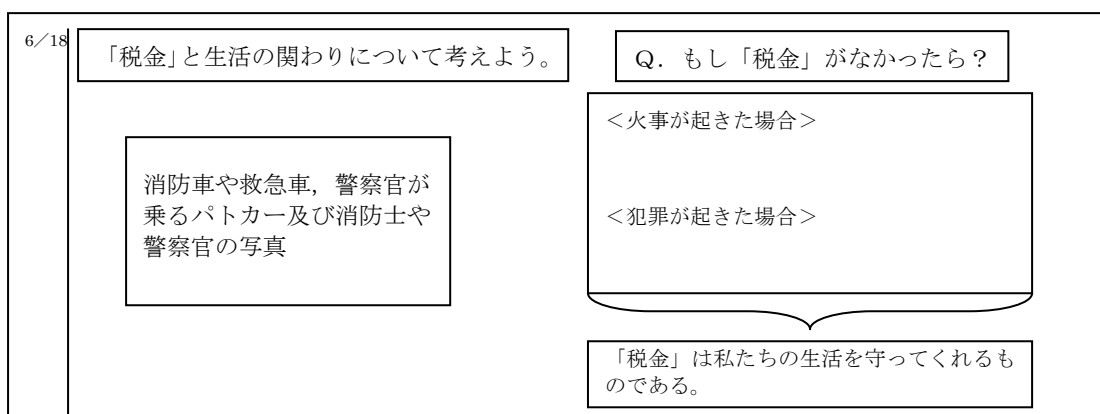 6／18
「税金」と生活の関わりについて考えよう。
Ｑ．もし「税金」がなかったら？
＜火事が起きた場合＞
＜犯罪が起きた場合＞
消防車や救急車，警察官が
乗るパトカー及び消防士や
警察官の写真
「税金」は私たちの生活を守ってくれるも
のである。